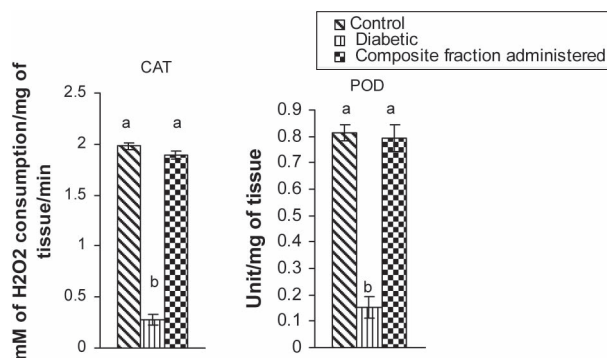 Control
Diabetic
Composite fraction administered
CAT
mM of H2O2 consumption/mg of
tissue/min
2.5
2
1.5
1
0.5
0
a
a
b
POD
Unit/mg of tissue
0.9
0.8
0.7
0.6
0.5
0.4
0.3
0.2
0.1
0
a
a
b